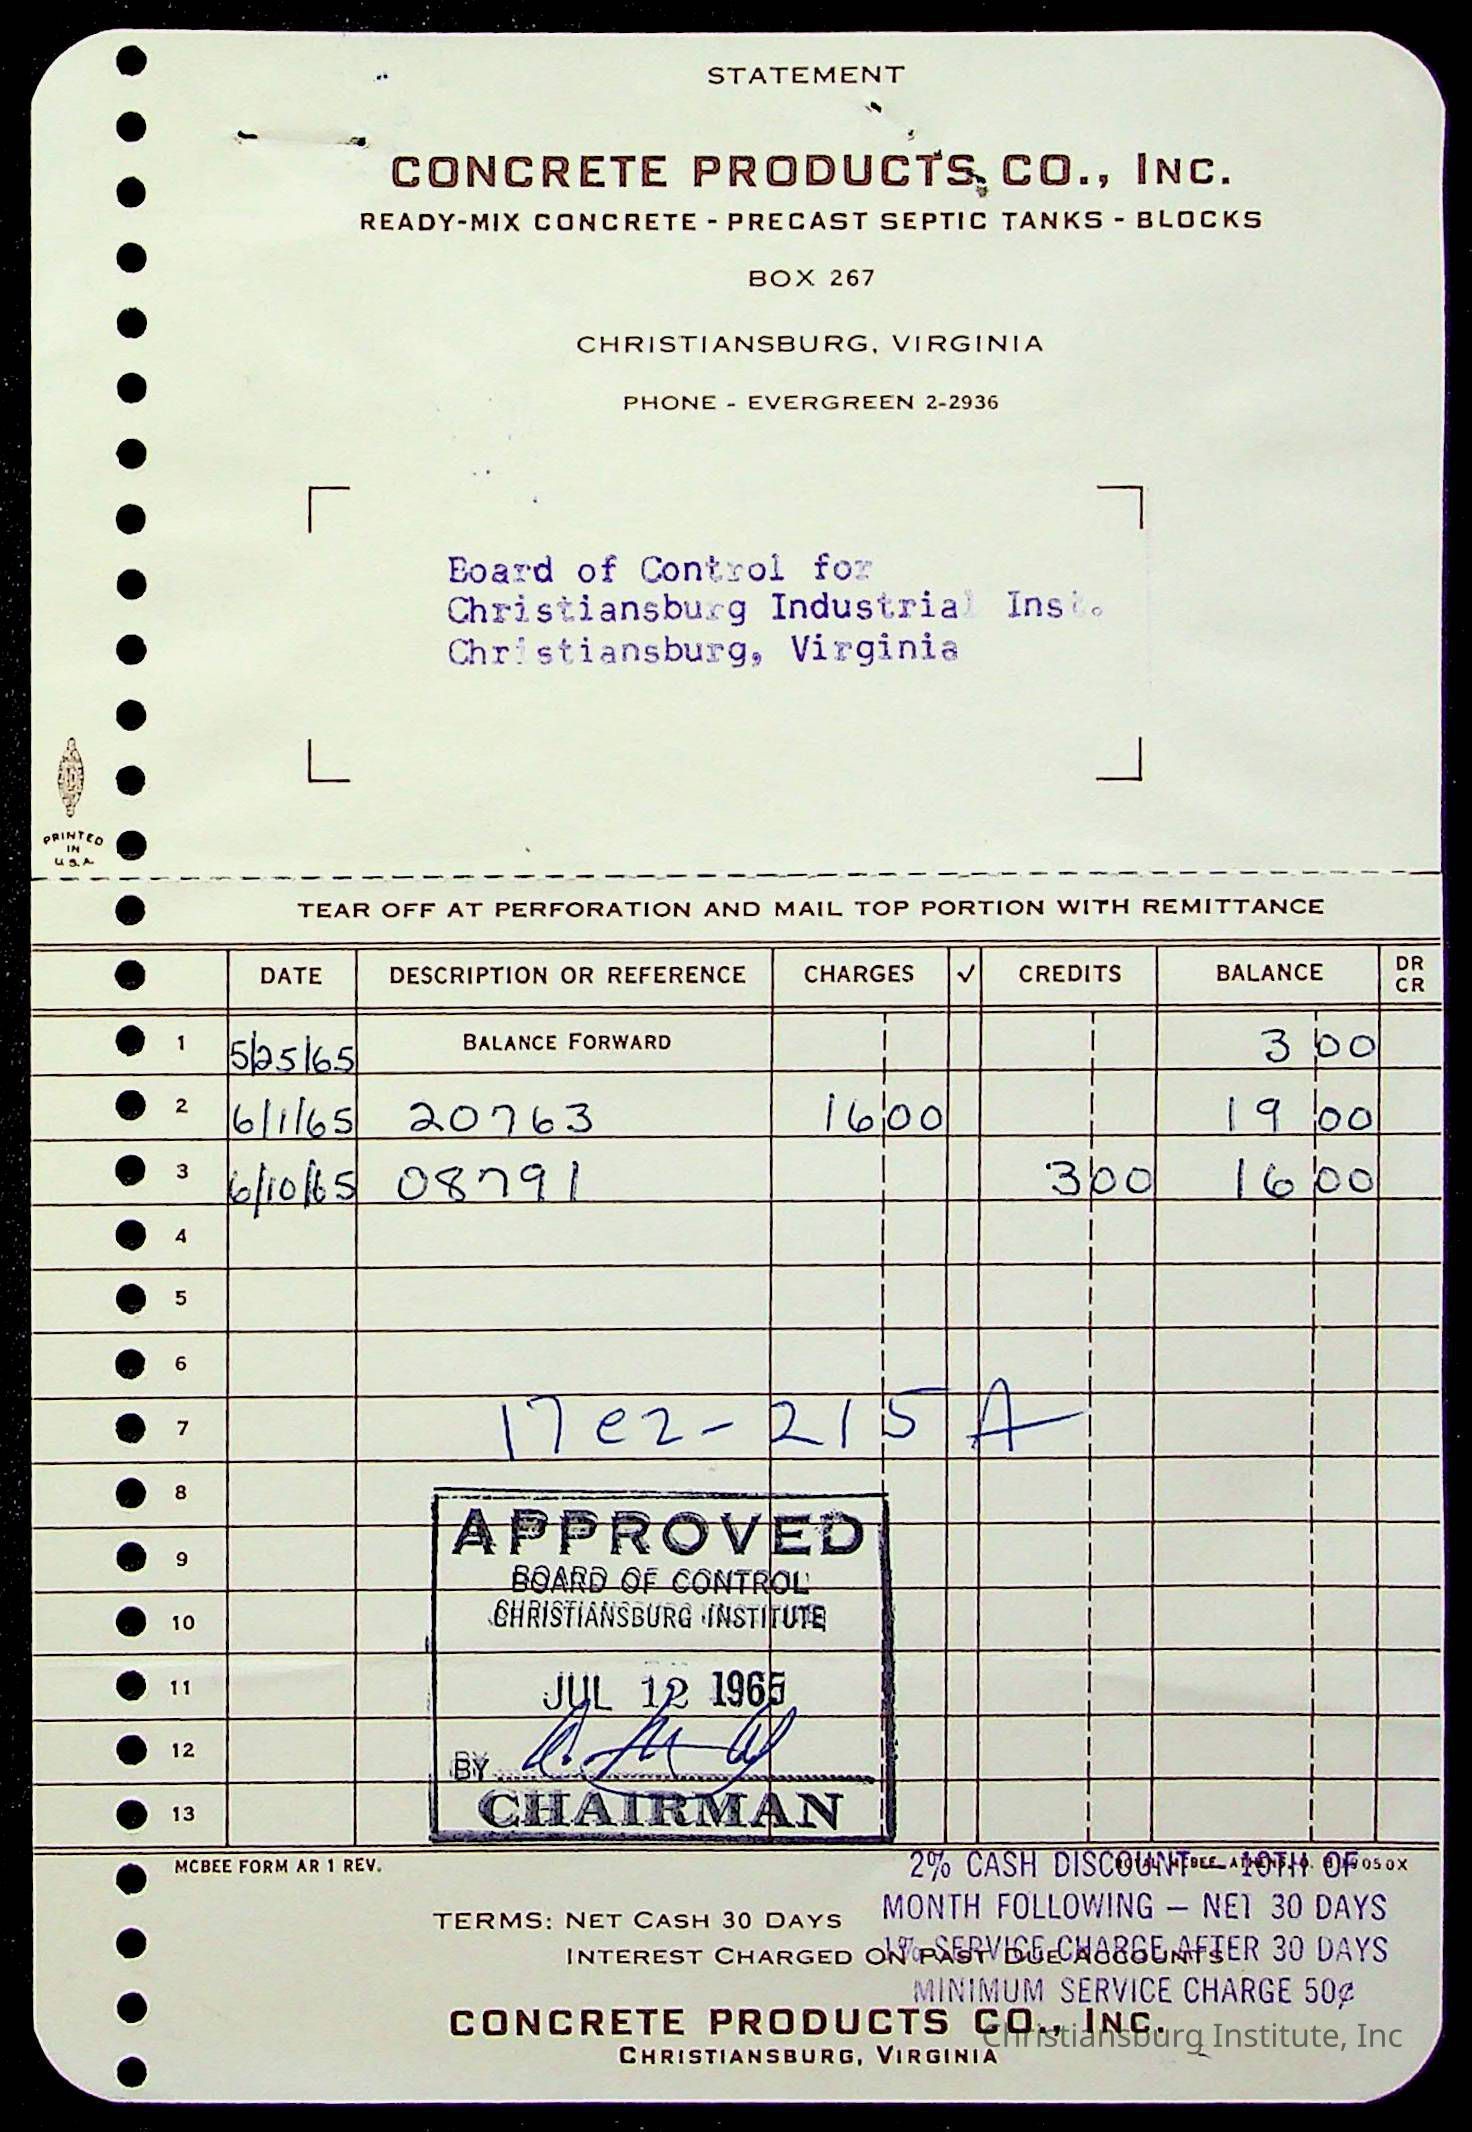 STATEMENT
CONCRETE PRODUCTS CO., INC.
READY-MIX CONCRETE - PRECAST SEPTIC TANKS - BLOCKS
BOX 267
CHRISTIANSBURG, VIRGINIA
PHONE - EVERGREEN 2-2936
Board of Control for
Christiansburg Industrial Inst.
Christiansburg, Virginia
PRINTED
IN
U.S.A.
TEAR OFF AT PERFORATION AND MAIL TOP PORTION WITH REMITTANCE
DATE DESCRIPTION OR REFERENCE CHARGES ✓ CREDITS BALANCE DR CR
1 5/25/65 BALANCE FORWARD 3 00
2 6/1/65 20763 16 00 19 00
3 6/10/65 08791 3 00 16 00
4
5
6
7 17e2-215 A
8
APPROVED
9
BOARD OF CONTROL
10 CHRISTIANSBURG INSTITUTE
11 JUL 12 1965
12
BY
13 CHAIRMAN
MCBEE FORM AR 1 REV.
2% CASH DISCOUNT — 10TH OF
MONTH FOLLOWING — NET 30 DAYS
TERMS: NET CASH 30 DAYS
1% SERVICE CHARGE AFTER 30 DAYS
INTEREST CHARGED ON PAST DUE ACCOUNTS
MINIMUM SERVICE CHARGE 50¢
CONCRETE PRODUCTS CO., INC.
Christiansburg Institute, Inc
CHRISTIANSBURG, VIRGINIA